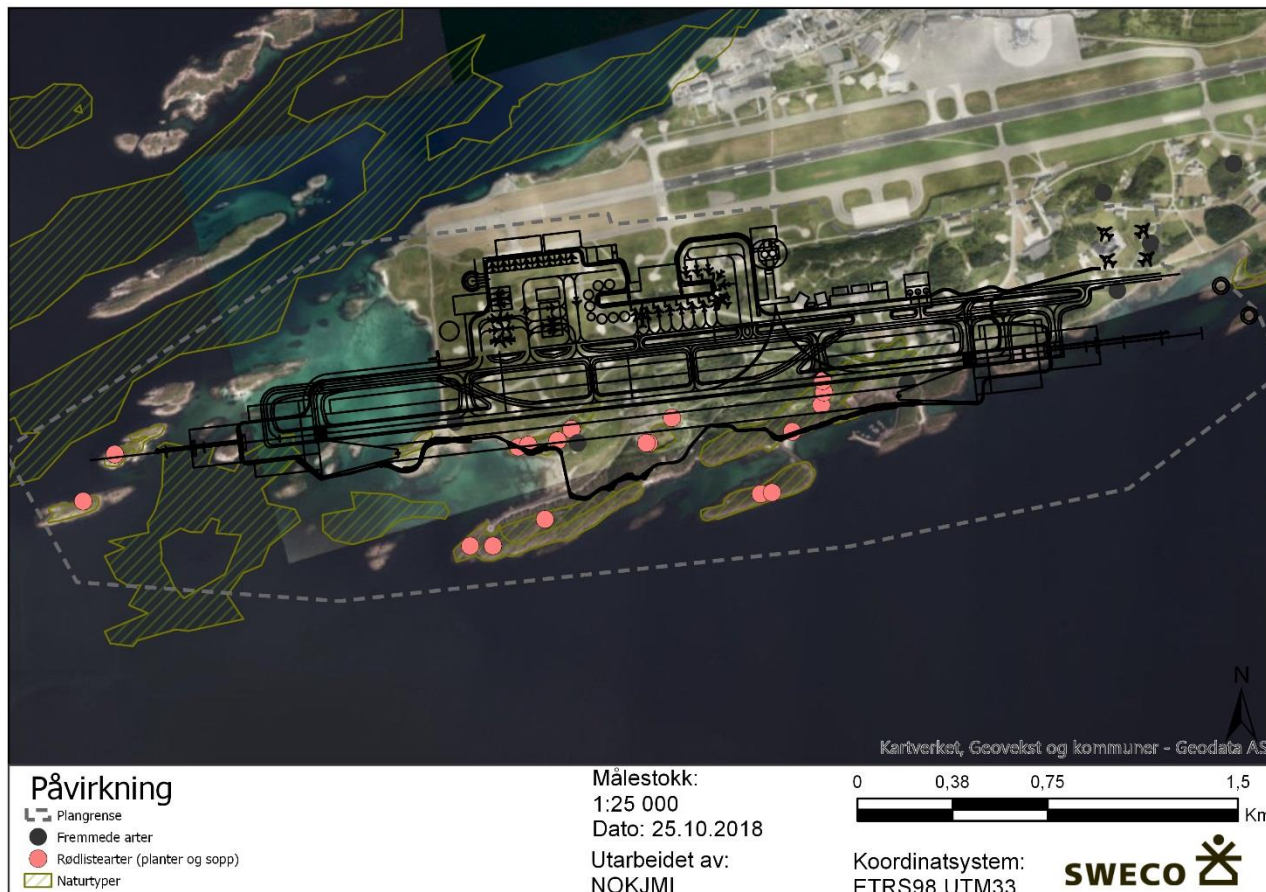 N
Kartverket, Geovekst og kommuner - Geodata AS
Påvirkning
Plangrense
Fremmede arter
Rødlistearter (planter og sopp)
Naturtyper
Målestokk:
1:25 000
Dato: 25.10.2018
Utarbeidet av:
NOKJMI
0 0,38 0,75 1,5
Km
Koordinatsystem:
ETRS98 UTM33
SWECO